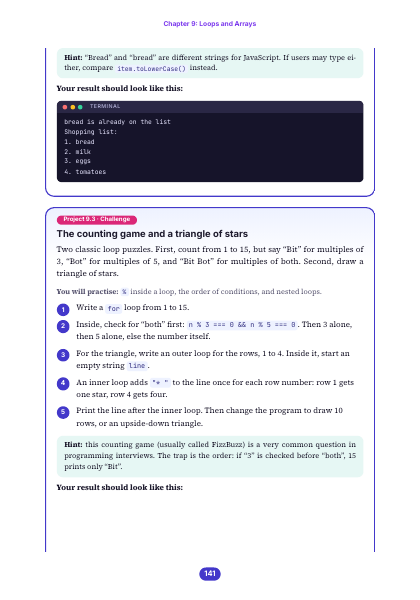 Chapter 9: Loops and Arrays
Hint: “Bread” and “bread” are different strings for JavaScript. If users may type ei-
ther, compare item.toLowerCase() instead.
Your result should look like this:
TERMINAL
bread is already on the list
Shopping list:
1. bread
2. milk
3. eggs
4. tomatoes
Project 9.3 · Challenge
The counting game and a triangle of stars
Two classic loop puzzles. First, count from 1 to 15, but say “Bit” for multiples of
3, “Bot” for multiples of 5, and “Bit Bot” for multiples of both. Second, draw a
triangle of stars.
You will practise: % inside a loop, the order of conditions, and nested loops.
1 Write a for loop from 1 to 15.
2 Inside, check for “both” first: n % 3 === 0 && n % 5 === 0. Then 3 alone,
then 5 alone, else the number itself.
3 For the triangle, write an outer loop for the rows, 1 to 4. Inside it, start an
empty string line.
4 An inner loop adds "* " to the line once for each row number: row 1 gets
one star, row 4 gets four.
5 Print the line after the inner loop. Then change the program to draw 10
rows, or an upside-down triangle.
Hint: this counting game (usually called FizzBuzz) is a very common question in
programming interviews. The trap is the order: if “3” is checked before “both”, 15
prints only “Bit”.
Your result should look like this:
141